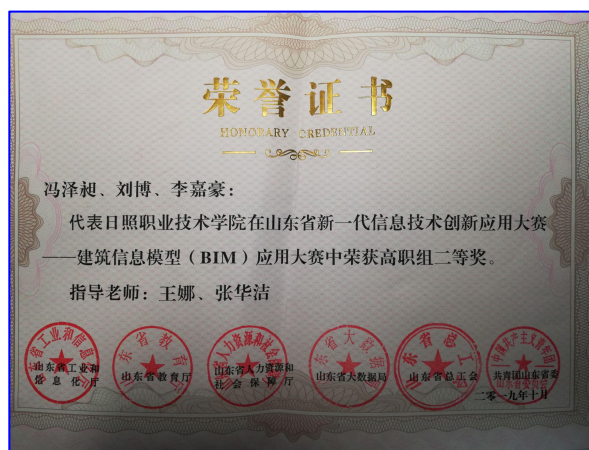 荣誉证书
HONORARY CREDENTIAL
冯泽昶、刘博、李嘉豪：
代表日照职业技术学院在山东省新一代信息技术创新应用大赛
——建筑信息模型（BIM）应用大赛中荣获高职组二等奖。
指导老师：王娜、张华洁
山东省工业和信息化厅
山东省教育厅
山东省人力资源和社会保障厅
山东省大数据局
山东省总工会
共青团山东省委
二零一九年十月